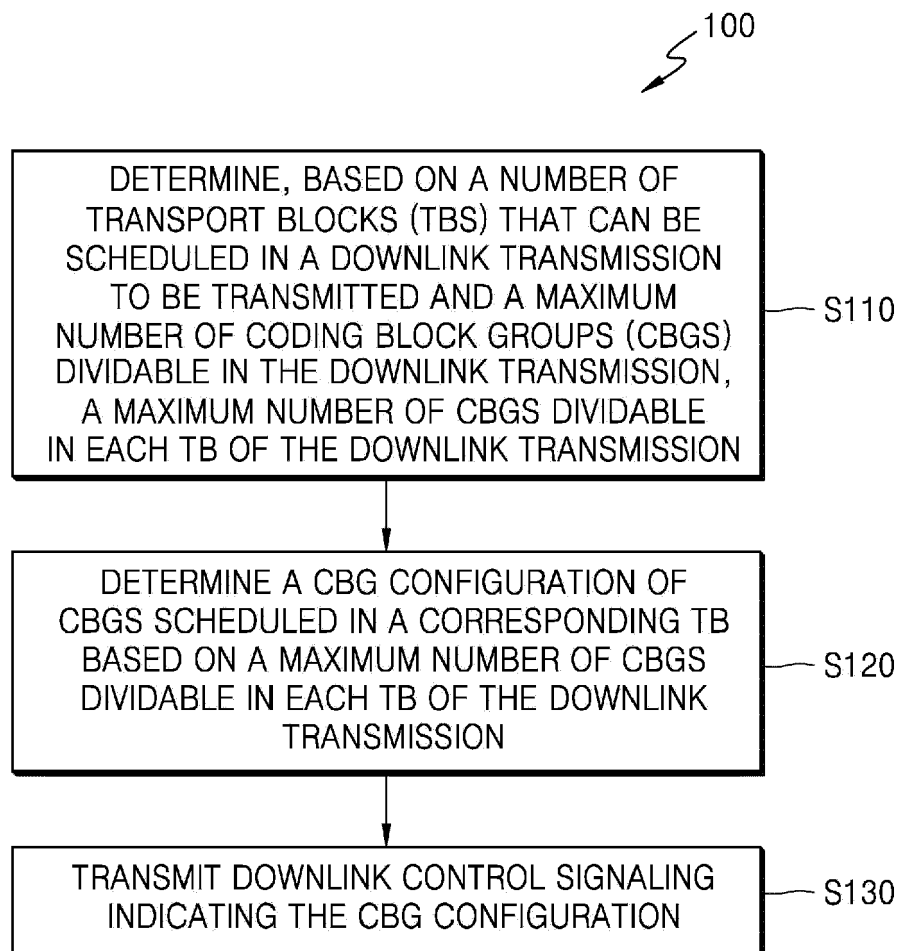 100
DETERMINE, BASED ON A NUMBER OF
TRANSPORT BLOCKS (TBS) THAT CAN BE
SCHEDULED IN A DOWNLINK TRANSMISSION
TO BE TRANSMITTED AND A MAXIMUM
NUMBER OF CODING BLOCK GROUPS (CBGS)
DIVIDABLE IN THE DOWNLINK TRANSMISSION,
A MAXIMUM NUMBER OF CBGS DIVIDABLE
IN EACH TB OF THE DOWNLINK TRANSMISSION
S110
DETERMINE A CBG CONFIGURATION OF
CBGS SCHEDULED IN A CORRESPONDING TB
BASED ON A MAXIMUM NUMBER OF CBGS
DIVIDABLE IN EACH TB OF THE DOWNLINK
TRANSMISSION
S120
TRANSMIT DOWNLINK CONTROL SIGNALING
INDICATING THE CBG CONFIGURATION
S130